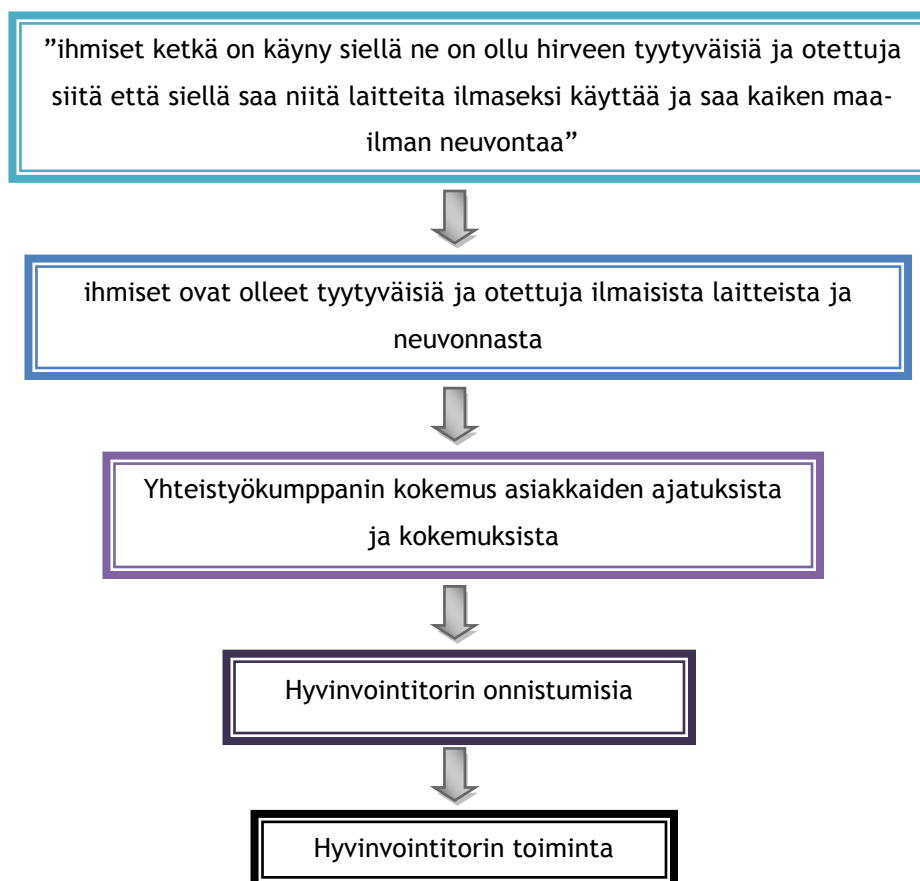 ”ihmiset ketkä on käyny siellä ne on ollu hirveen tyytyväisiä ja otettuja
siitä että siellä saa niitä laitteita ilmaseksi käyttää ja saa kaiken maa-
ilman neuvontaa”
ihmiset ovat olleet tyytyväisiä ja otettuja ilmaisista laitteista ja
neuvonnasta
Yhteistyökumppanin kokemus asiakkaiden ajatuksista
ja kokemuksista
Hyvinvointitorin onnistumisia
Hyvinvointitorin toiminta